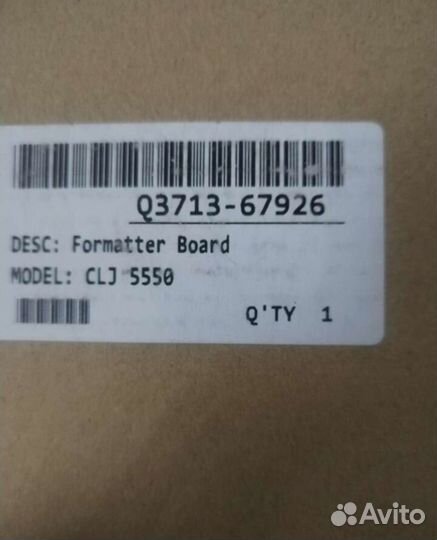 Q3713-67926
DESC: Formatter Board
MODEL: CLJ 5550
Q'TY 1
Avito